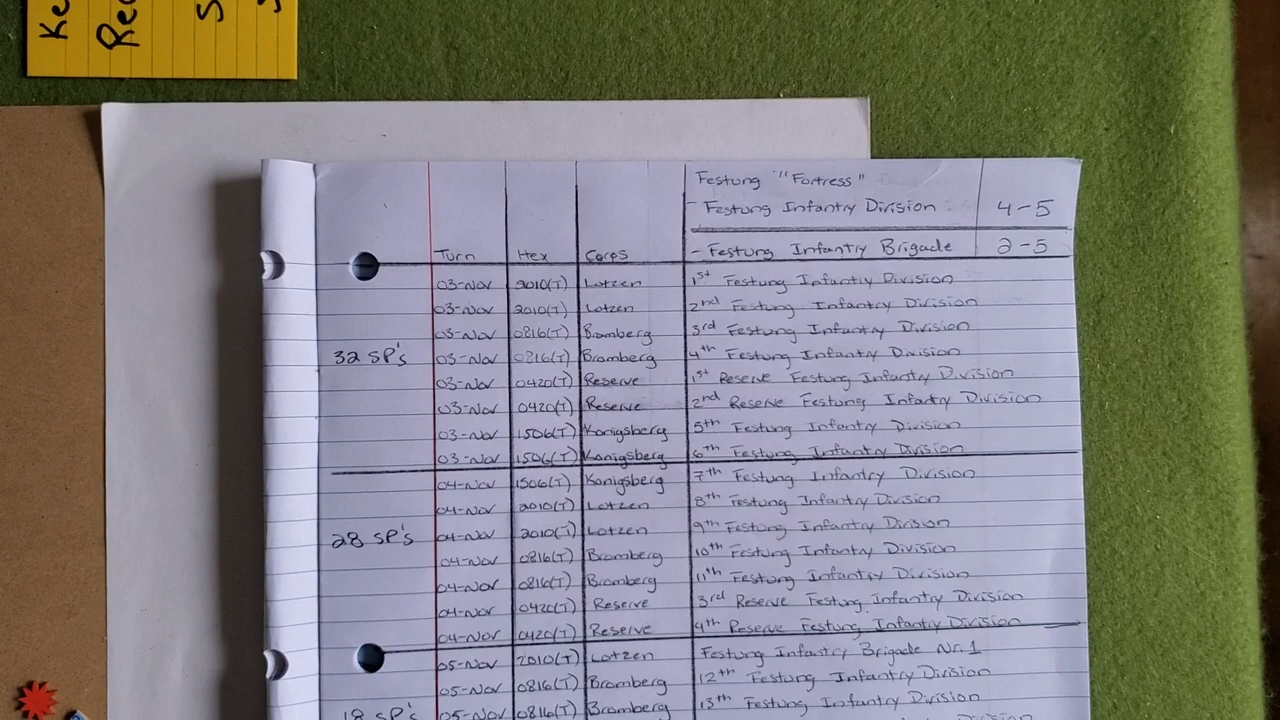 Ke
Rec
S
Festung "Fortress"
- Festung Infantry Division 4-5
Turn Hex Corps - Festung Infantry Brigade 2-5
03-Nov 2010(T) Lotzen 1st Festung Infantry Division
03-Nov 2010(T) Lotzen 2nd Festung Infantry Division
03-Nov 0816(T) Bromberg 3rd Festung Infantry Division
32 SP's 03-Nov 0816(T) Bromberg 4th Festung Infantry Division
03-Nov 0420(T) Reserve 1st Reserve Festung Infantry Division
03-Nov 0420(T) Reserve 2nd Reserve Festung Infantry Division
03-Nov 1506(T) Konigsberg 5th Festung Infantry Division
03-Nov 1506(T) Konigsberg 6th Festung Infantry Division
04-Nov 1506(T) Konigsberg 7th Festung Infantry Division
04-Nov 2010(T) Lotzen 8th Festung Infantry Division
28 SP's 04-Nov 2010(T) Lotzen 9th Festung Infantry Division
04-Nov 0816(T) Bromberg 10th Festung Infantry Division
04-Nov 0816(T) Bromberg 11th Festung Infantry Division
04-Nov 0420(T) Reserve 3rd Reserve Festung Infantry Division
04-Nov 0420(T) Reserve 4th Reserve Festung Infantry Division
05-Nov 2010(T) Lotzen Festung Infantry Brigade Nr. 1
05-Nov 0816(T) Bromberg 12th Festung Infantry Division
18 SP's 05-Nov 0816(T) Bromberg 13th Festung Infantry Division